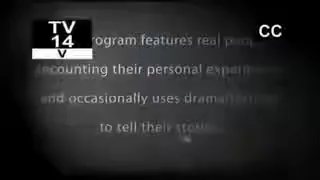 TV
14
V
CC
program features real
recounting their personal
and occasionally uses
to tell their